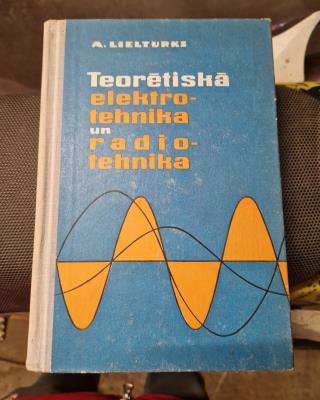 A. LIELTURKS
Teorētiskā
elektro-
tehnika
un
radio-
tehnika